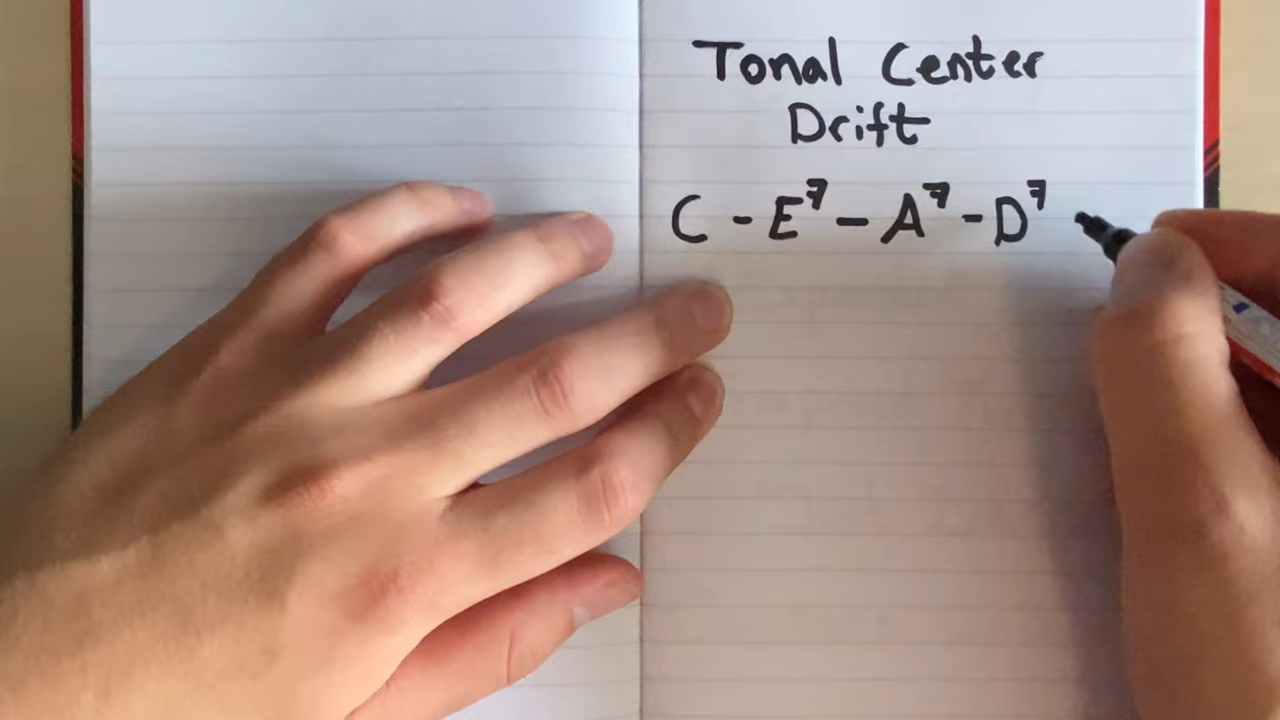 Tonal Center
Drift
C - E⁷ - A⁷ - D⁷